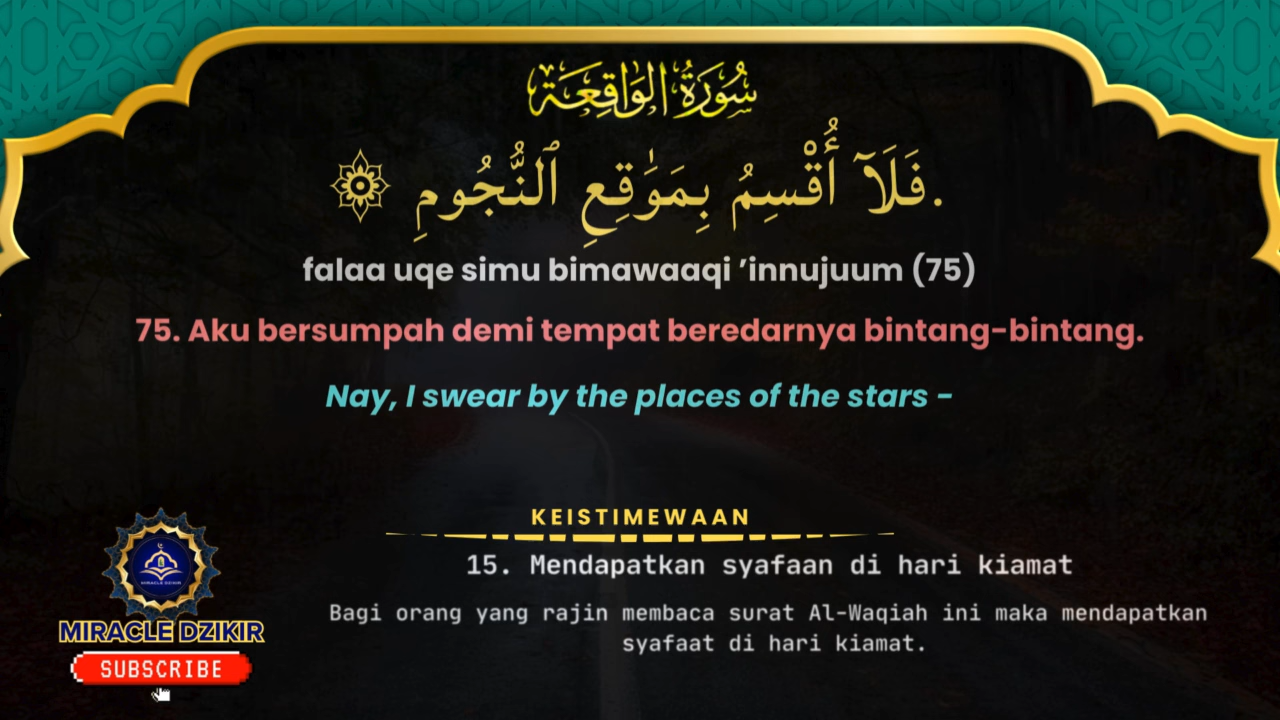 سُورَةُ الوَاقِعَة
فَلَآ أُقْسِمُ بِمَوَٰقِعِ ٱلنُّجُومِ ۞.
falaa uqe simu bimawaaqi ’innujuum (75)
75. Aku bersumpah demi tempat beredarnya bintang-bintang.
Nay, I swear by the places of the stars -
KEISTIMEWAAN
15. Mendapatkan syafaan di hari kiamat
Bagi orang yang rajin membaca surat Al-Waqiah ini maka mendapatkan
syafaat di hari kiamat.
MIRACLE DZIKIR
MIRACLE DZIKIR
SUBSCRIBE